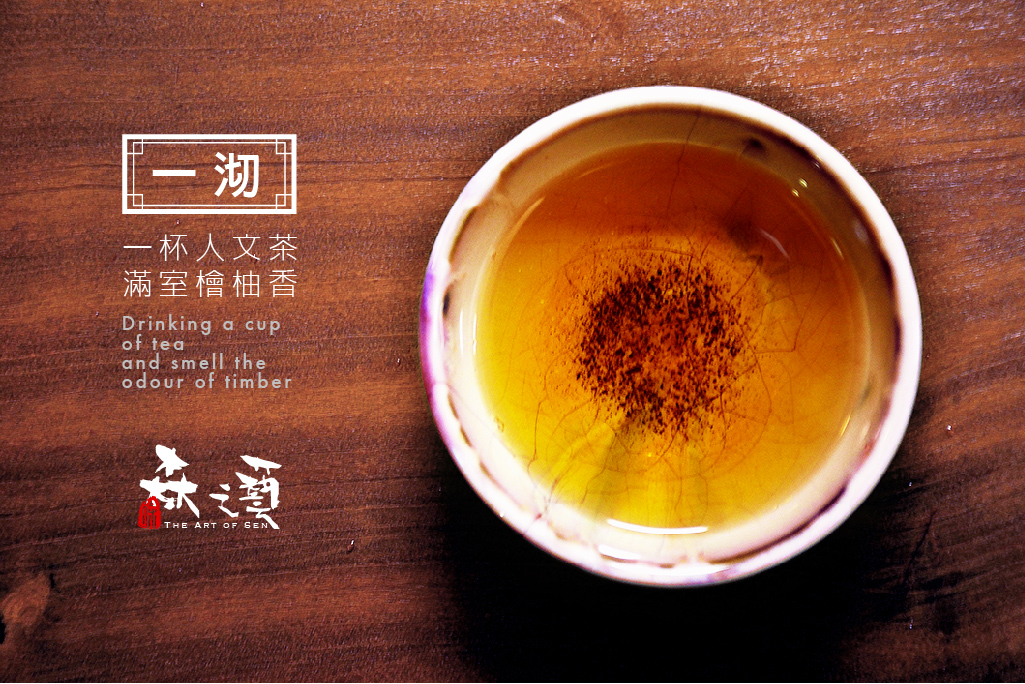 一沏
一杯人文茶
滿室檜柚香
Drinking a cup
of tea
and smell the
odour of timber
森之藝
THE ART OF SEN